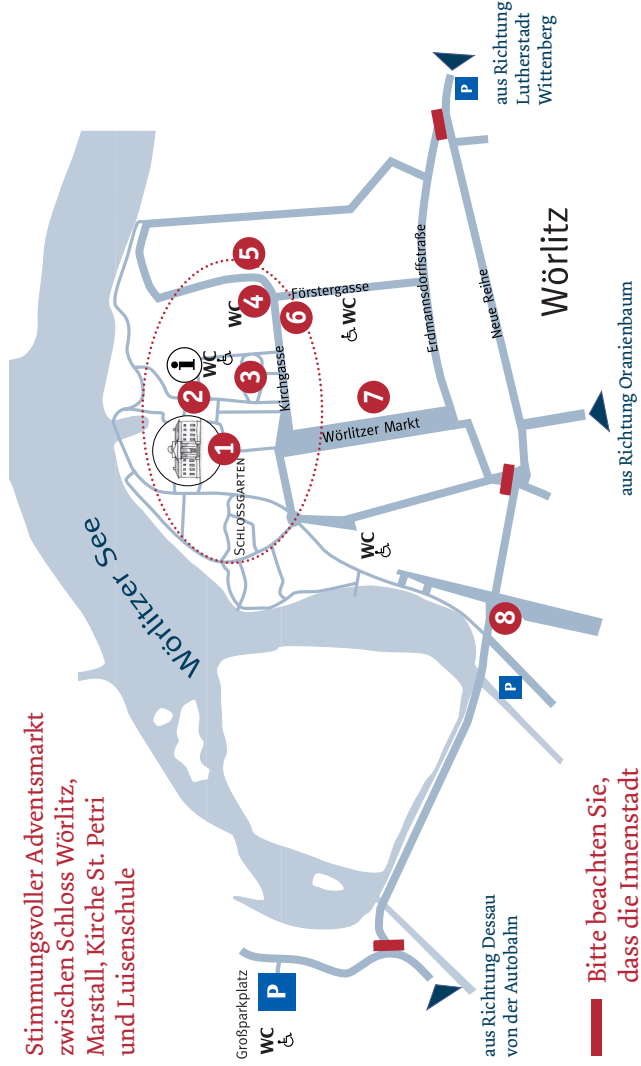 Stimmungsvoller Adventsmarkt
zwischen Schloss Wörlitz,
Marstall, Kirche St. Petri
und Luisenschule
Wörlitzer See
Großparkplatz
WC
P
aus Richtung Dessau
von der Autobahn
SCHLOSSGARTEN
1
2
i
WC
3
WC
4
5
6
Kirchgasse
Förstergasse
WC
7
Wörlitzer Markt
WC
Erdmannsdorffstraße
Neue Reihe
8
P
P
aus Richtung
Lutherstadt
Wittenberg
Wörlitz
aus Richtung Oranienbaum
Bitte beachten Sie,
dass die Innenstadt